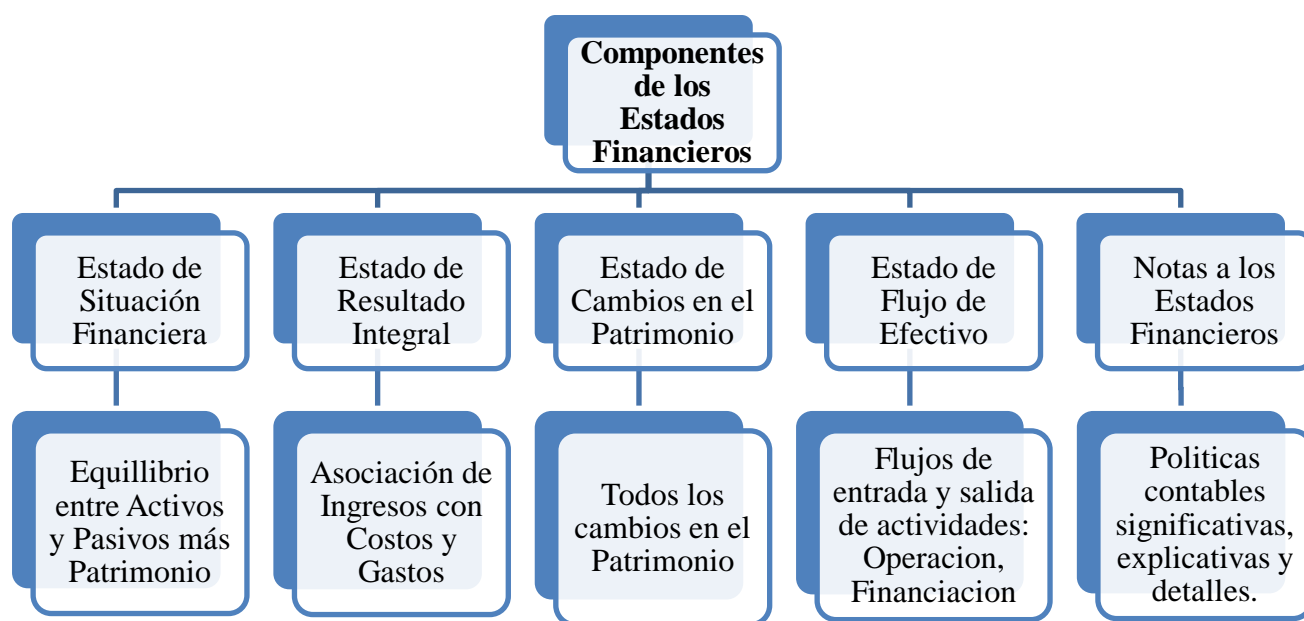 Componentes
de los
Estados
Financieros
Estado de
Situación
Financiera
Estado de
Resultado
Integral
Estado de
Cambios en el
Patrimonio
Estado de
Flujo de
Efectivo
Notas a los
Estados
Financieros
Equillibrio
entre Activos
y Pasivos más
Patrimonio
Asociación de
Ingresos con
Costos y
Gastos
Todos los
cambios en el
Patrimonio
Flujos de
entrada y salida
de actividades:
Operacion,
Financiacion
Politicas
contables
significativas,
explicativas y
detalles.